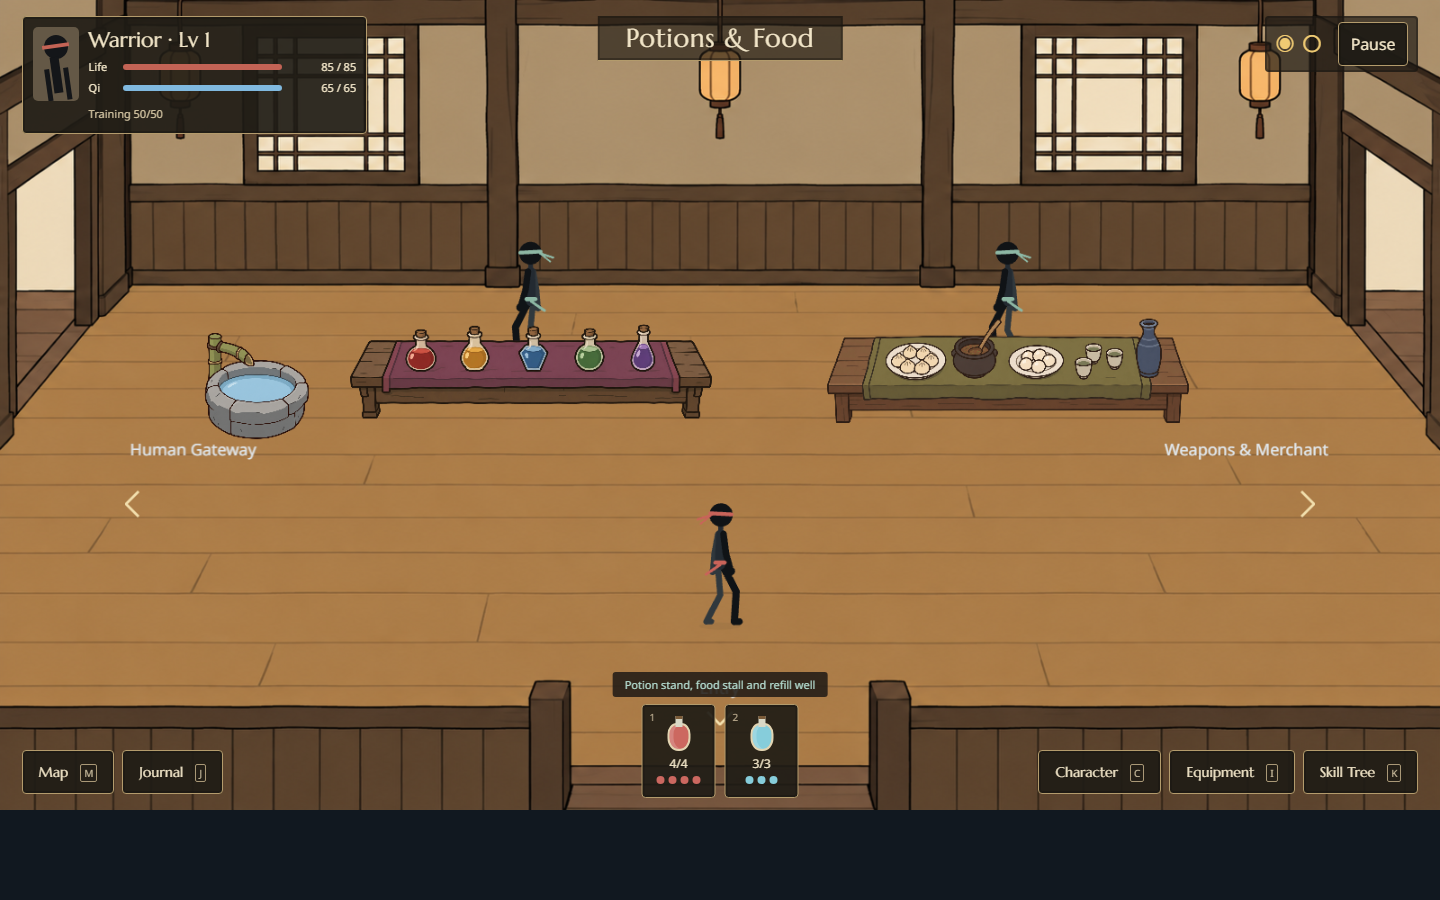 Warrior · Lv 1
Life 85 / 85
Qi 65 / 65
Training 50/50
Potions & Food
Pause
Human Gateway
Weapons & Merchant
Potion stand, food stall and refill well
1 2
4/4 3/3
Map M
Journal J
Character C
Equipment I
Skill Tree K